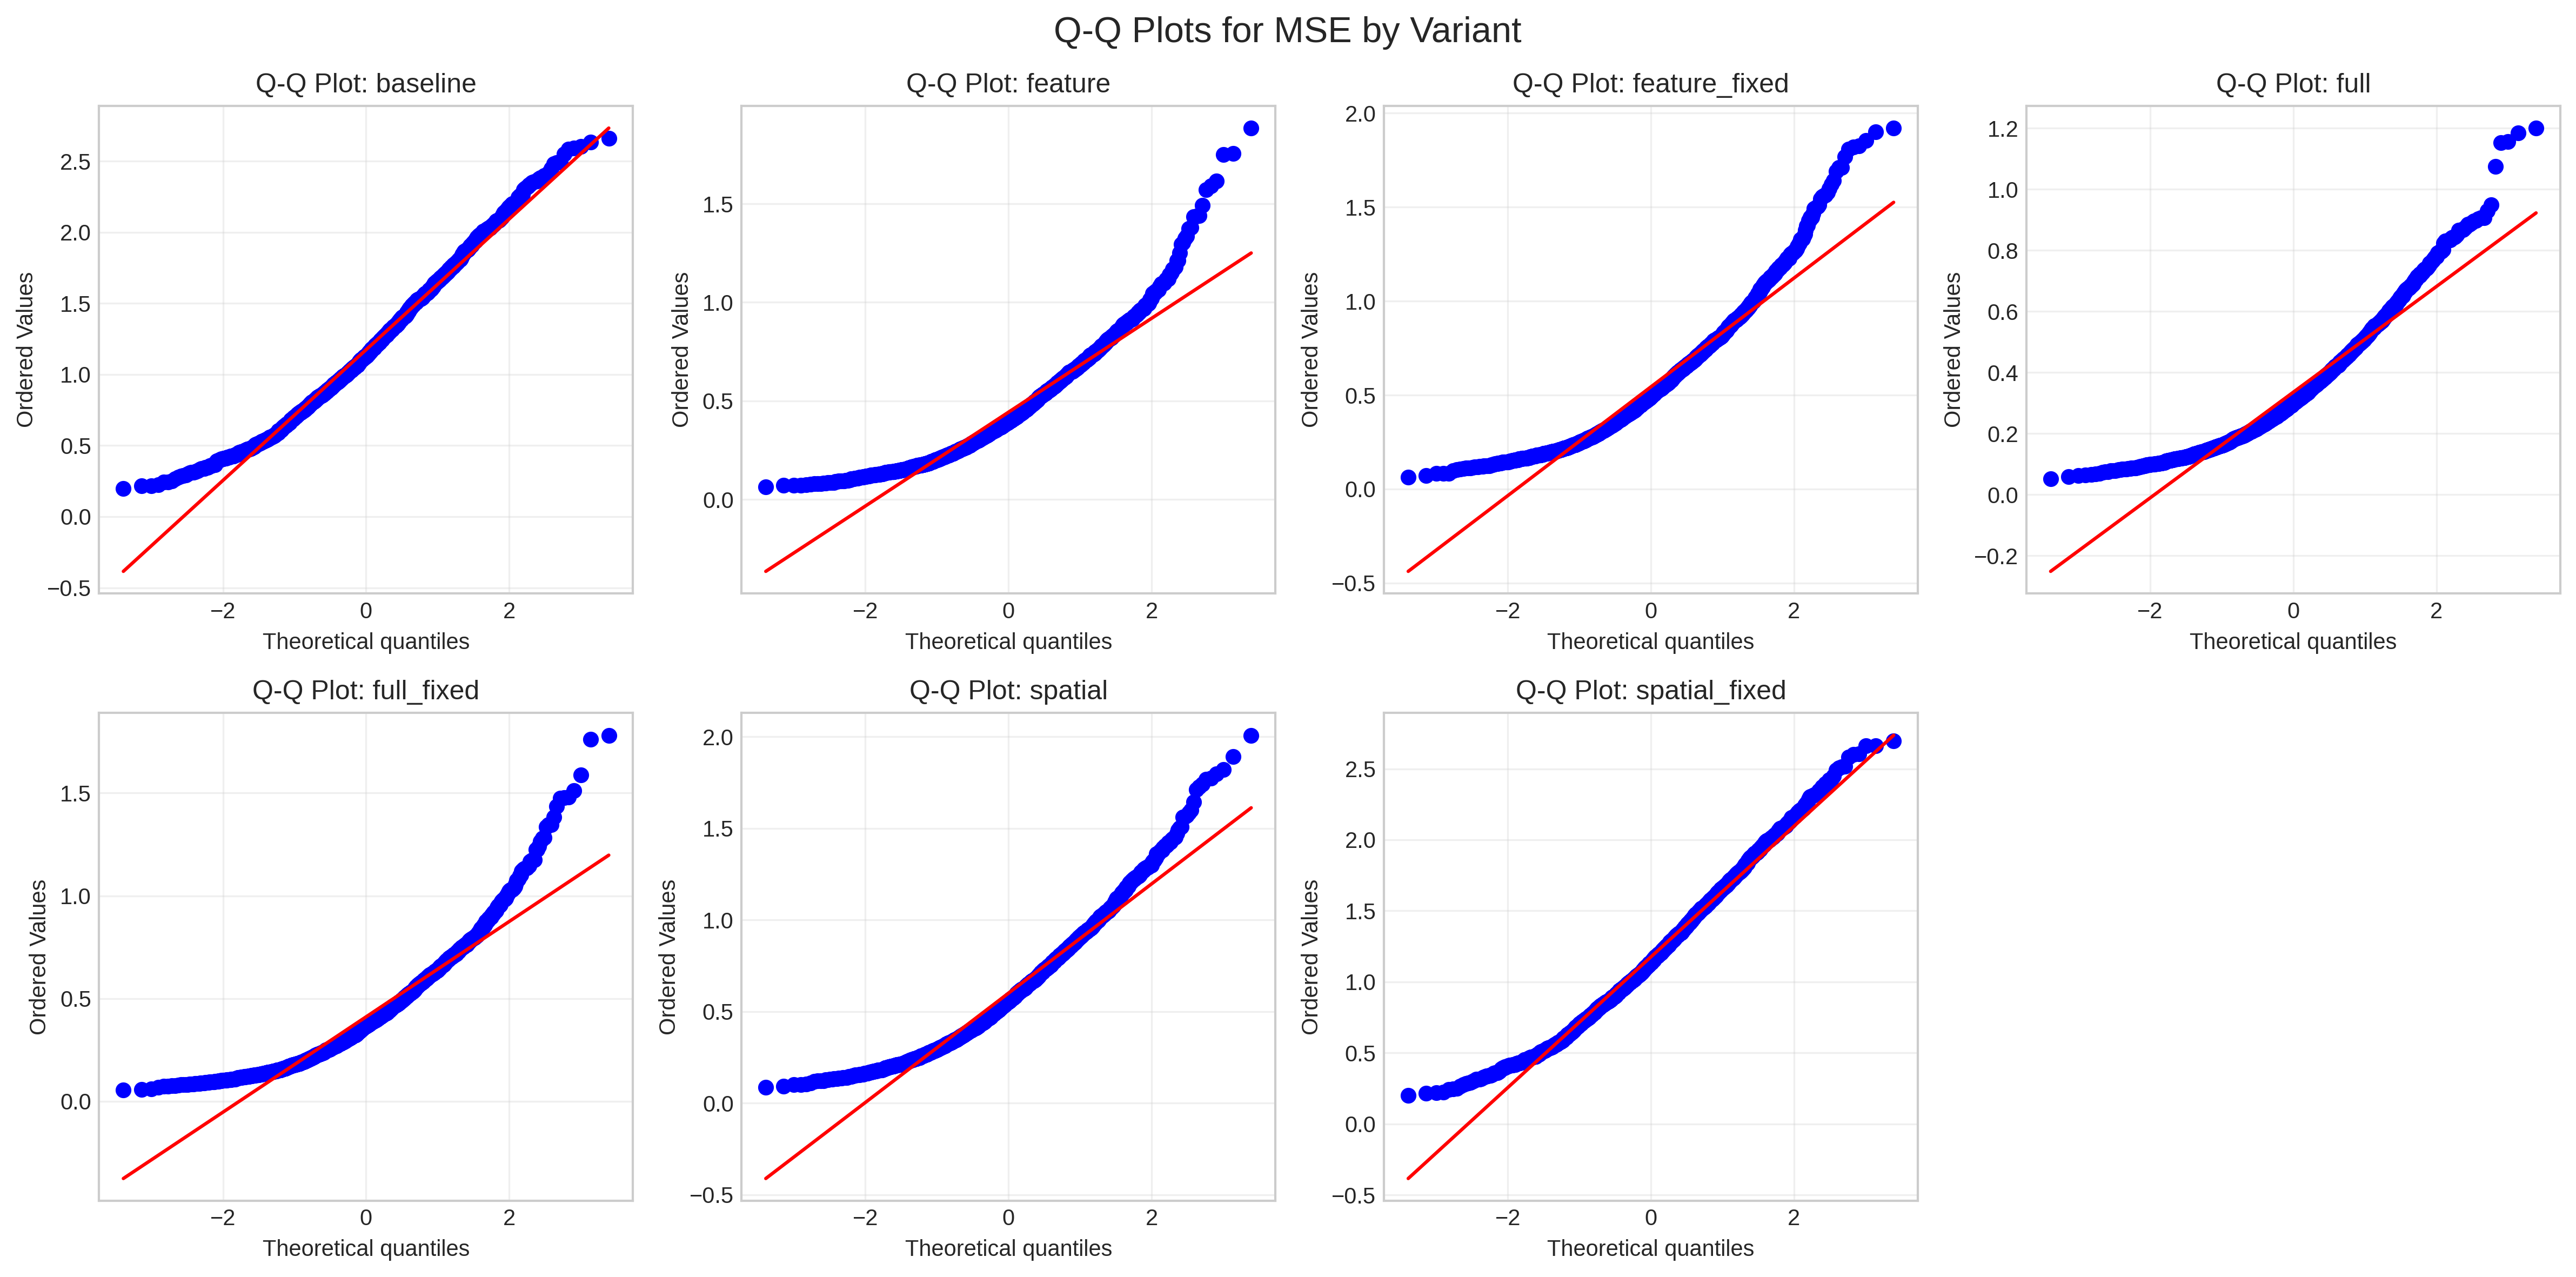 Q-Q Plots for MSE by Variant
Q-Q Plot: baseline
Ordered Values
2.5
2.0
1.5
1.0
0.5
0.0
−0.5
−2 0 2
Theoretical quantiles
Q-Q Plot: feature
Ordered Values
1.5
1.0
0.5
0.0
−2 0 2
Theoretical quantiles
Q-Q Plot: feature_fixed
Ordered Values
2.0
1.5
1.0
0.5
0.0
−0.5
−2 0 2
Theoretical quantiles
Q-Q Plot: full
Ordered Values
1.2
1.0
0.8
0.6
0.4
0.2
0.0
−0.2
−2 0 2
Theoretical quantiles
Q-Q Plot: full_fixed
Ordered Values
1.5
1.0
0.5
0.0
−2 0 2
Theoretical quantiles
Q-Q Plot: spatial
Ordered Values
2.0
1.5
1.0
0.5
0.0
−0.5
−2 0 2
Theoretical quantiles
Q-Q Plot: spatial_fixed
Ordered Values
2.5
2.0
1.5
1.0
0.5
0.0
−0.5
−2 0 2
Theoretical quantiles